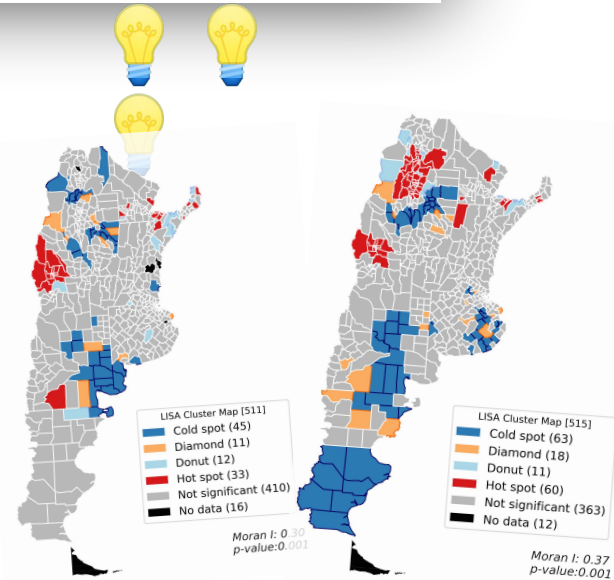 LISA Cluster Map [511]
Cold spot (45)
Diamond (11)
Donut (12)
Hot spot (33)
Not significant (410)
No data (16)
Moran I: 0.30
p-value:0.001
LISA Cluster Map [515]
Cold spot (63)
Diamond (18)
Donut (11)
Hot spot (60)
Not significant (363)
No data (12)
Moran I: 0.37
p-value:0.001